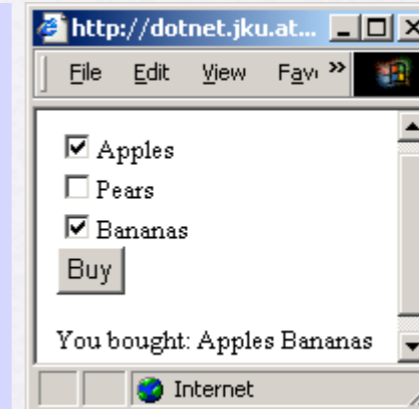 http://dotnet.jku.at...
File Edit View Fav »
Apples
Pears
Bananas
Buy
You bought: Apples Bananas
Internet